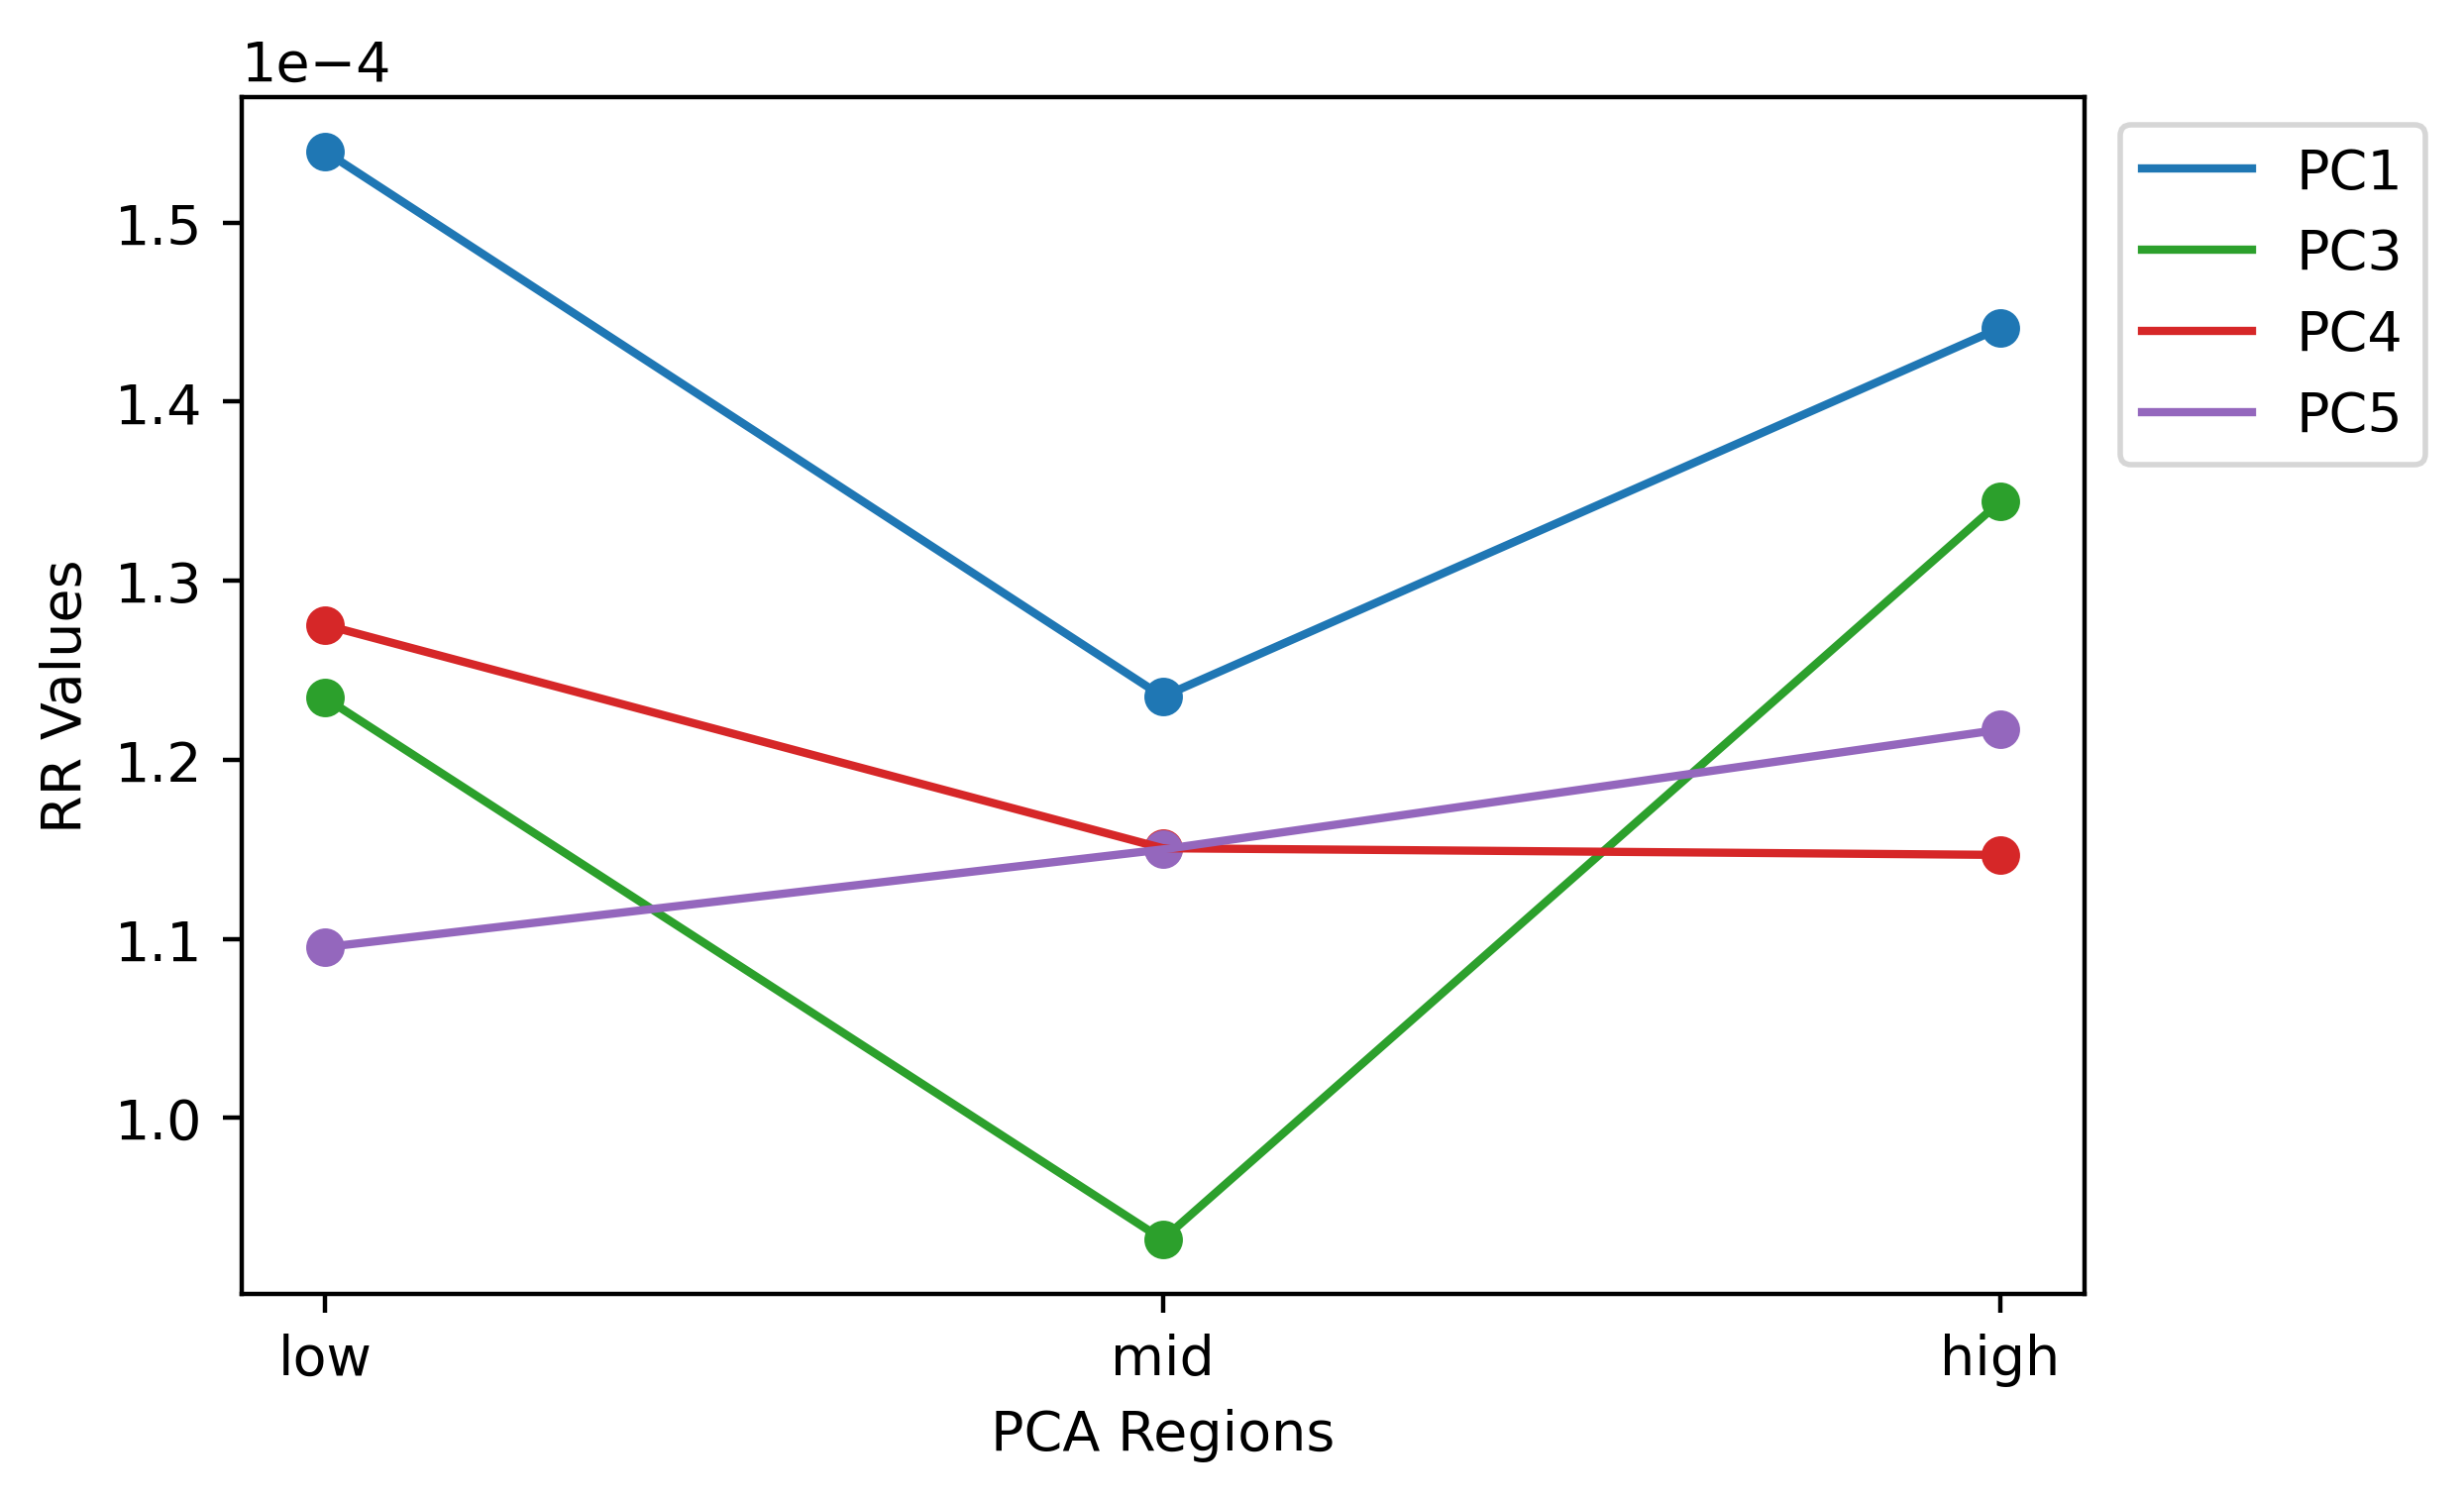 1e−4
1.5
1.4
1.3
1.2
1.1
1.0
RR Values
low mid high
PCA Regions
PC1
PC3
PC4
PC5